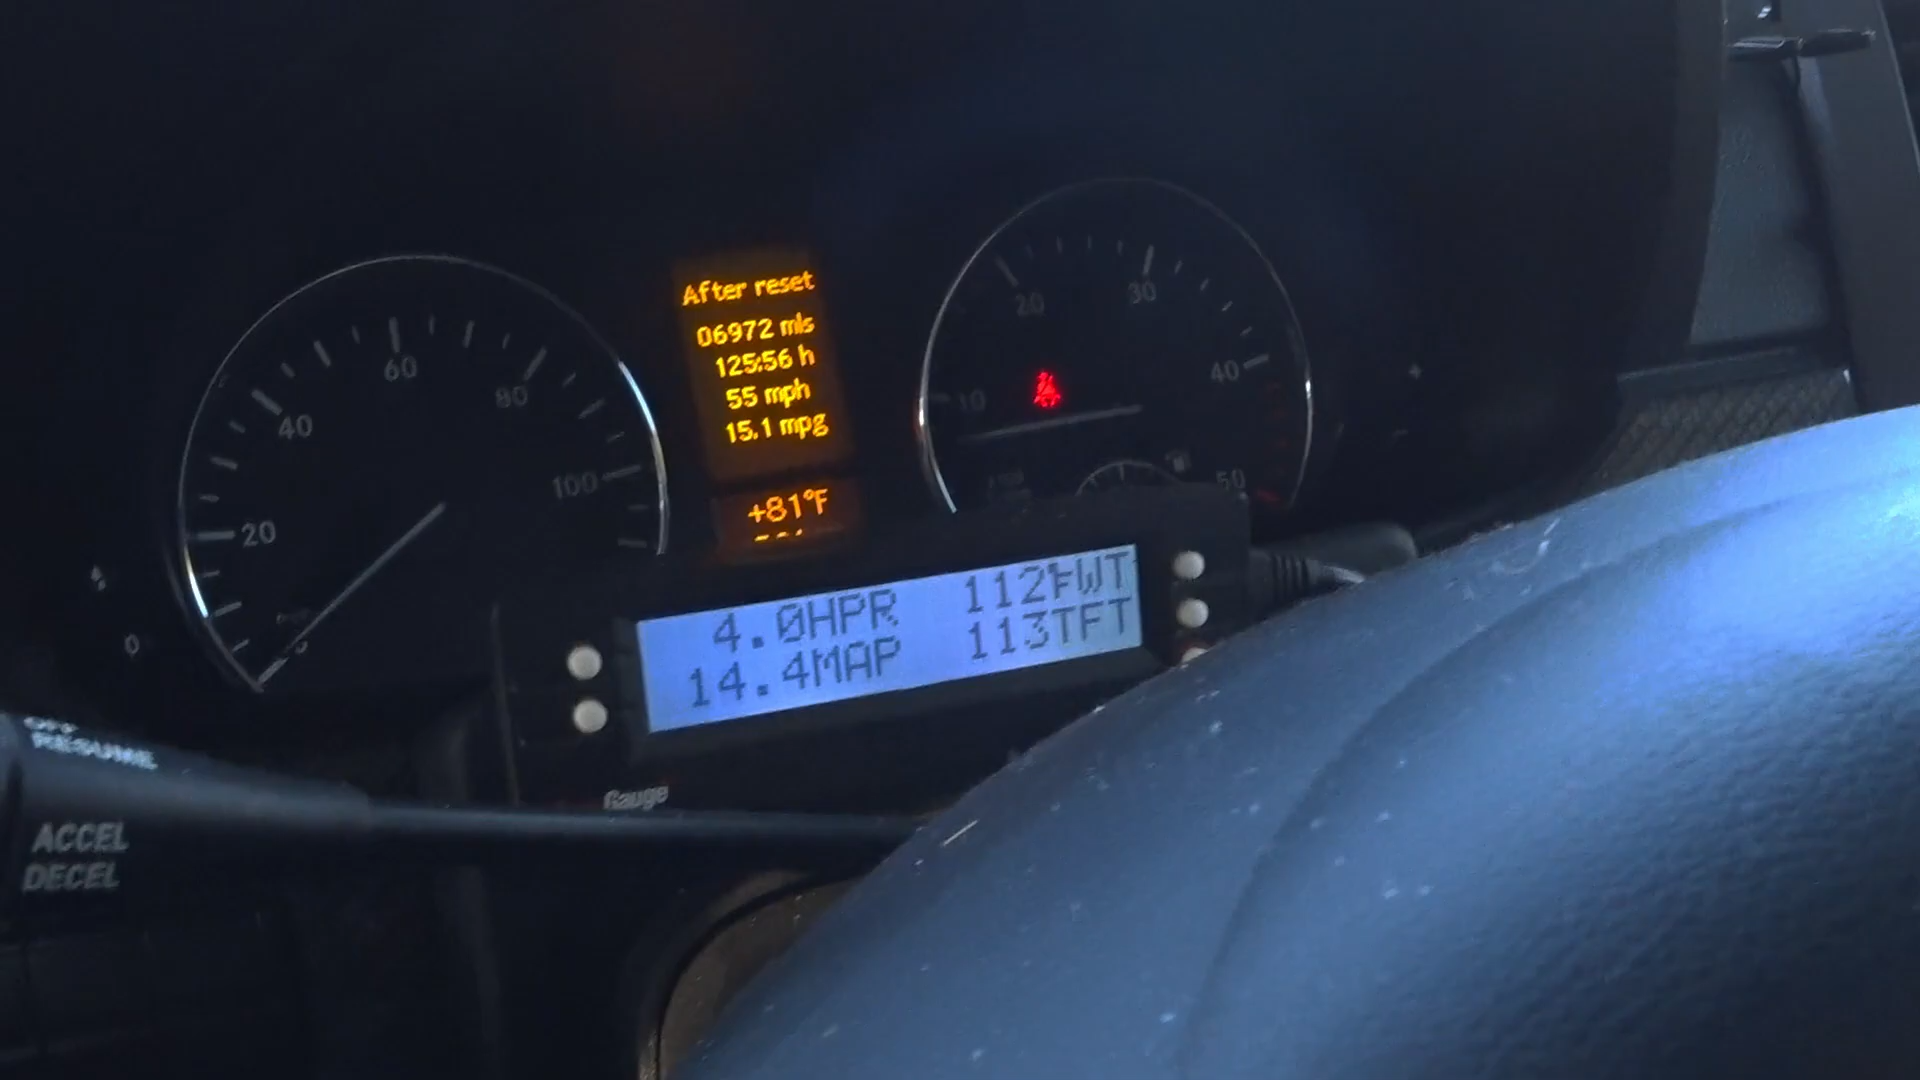 After reset
06972 mls
125:56 h
55 mph
15.1 mpg
+81°F
20
40
60
80
100
10
20
30
40
50
0
4.0HPR 112FWT
14.4MAP 113TFT
Gauge
OFF
RESUME
ACCEL
DECEL